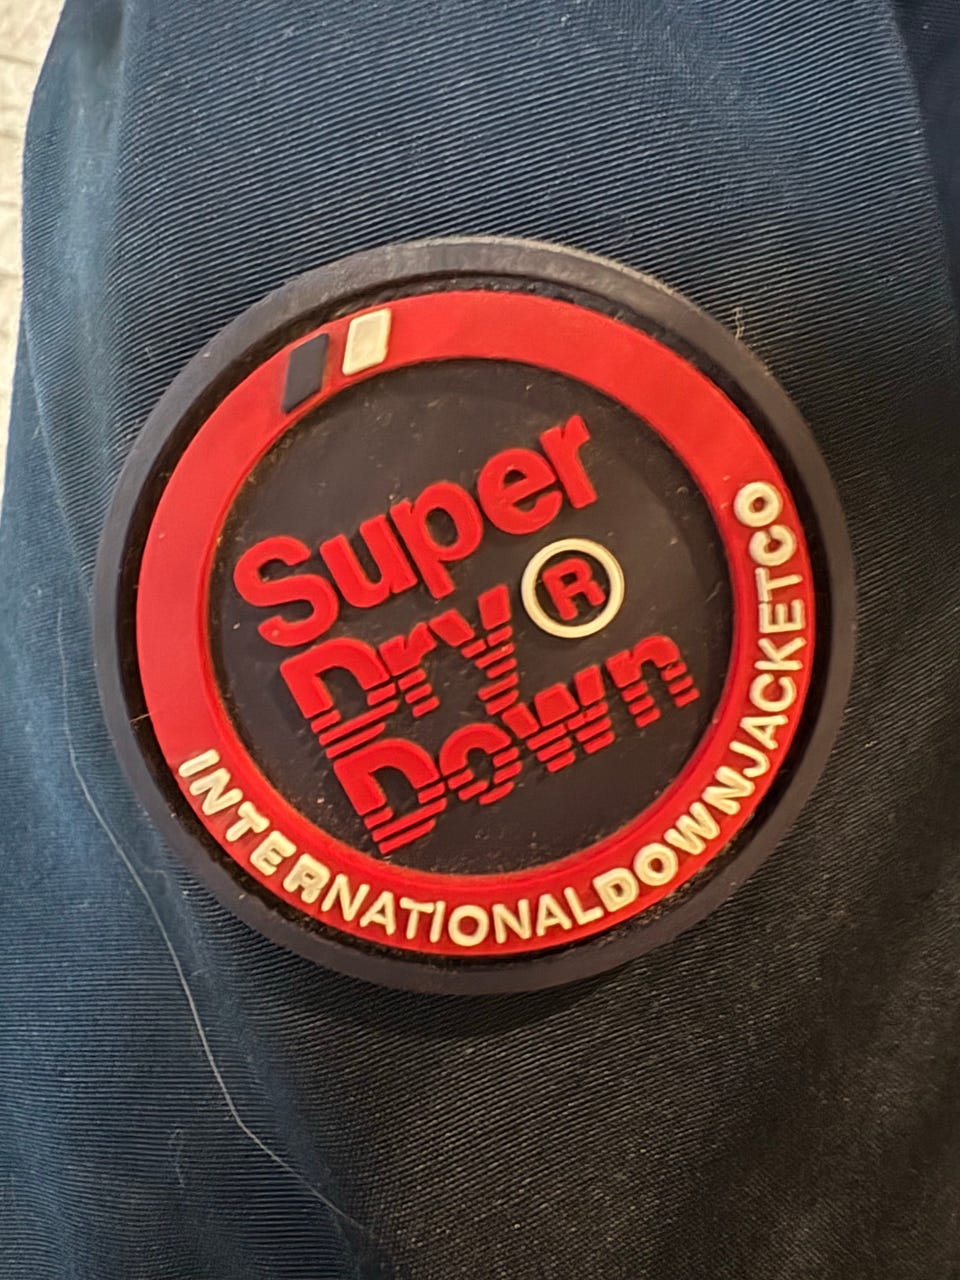 Super
Dry®
Down
INTERNATIONALDOWNJACKETCO